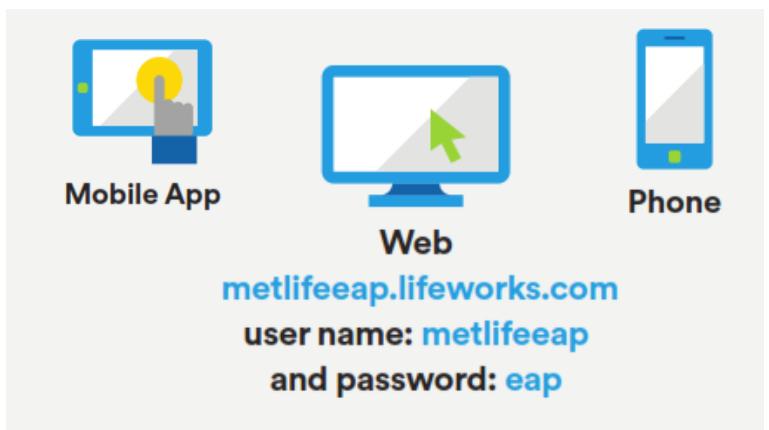 Mobile App
Phone
Web
metlifeeap.lifeworks.com
user name: metlifeeap
and password: eap